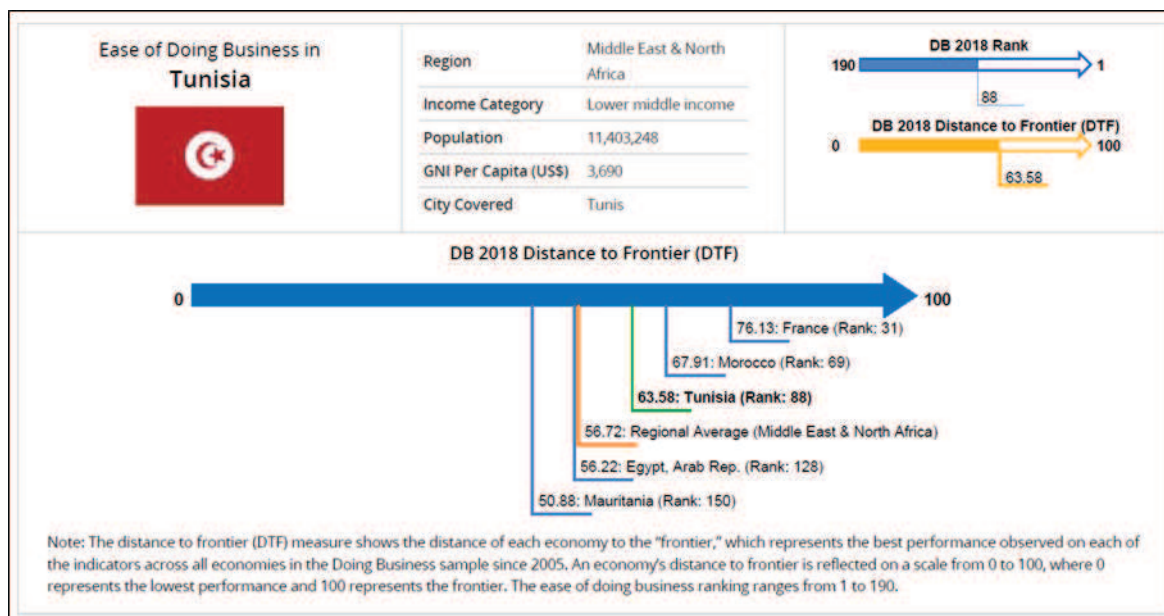 Ease of Doing Business in
Tunisia
Region Middle East & North
Africa
Income Category Lower middle income
Population 11,403,248
GNI Per Capita (US$) 3,690
City Covered Tunis
DB 2018 Rank
190 1
88
DB 2018 Distance to Frontier (DTF)
0 100
63.58
DB 2018 Distance to Frontier (DTF)
0 100
76.13: France (Rank: 31)
67.91: Morocco (Rank: 69)
63.58: Tunisia (Rank: 88)
56.72: Regional Average (Middle East & North Africa)
56.22: Egypt, Arab Rep. (Rank: 128)
50.88: Mauritania (Rank: 150)
Note: The distance to frontier (DTF) measure shows the distance of each economy to the “frontier,” which represents the best performance observed on each of
the indicators across all economies in the Doing Business sample since 2005. An economy’s distance to frontier is reflected on a scale from 0 to 100, where 0
represents the lowest performance and 100 represents the frontier. The ease of doing business ranking ranges from 1 to 190.